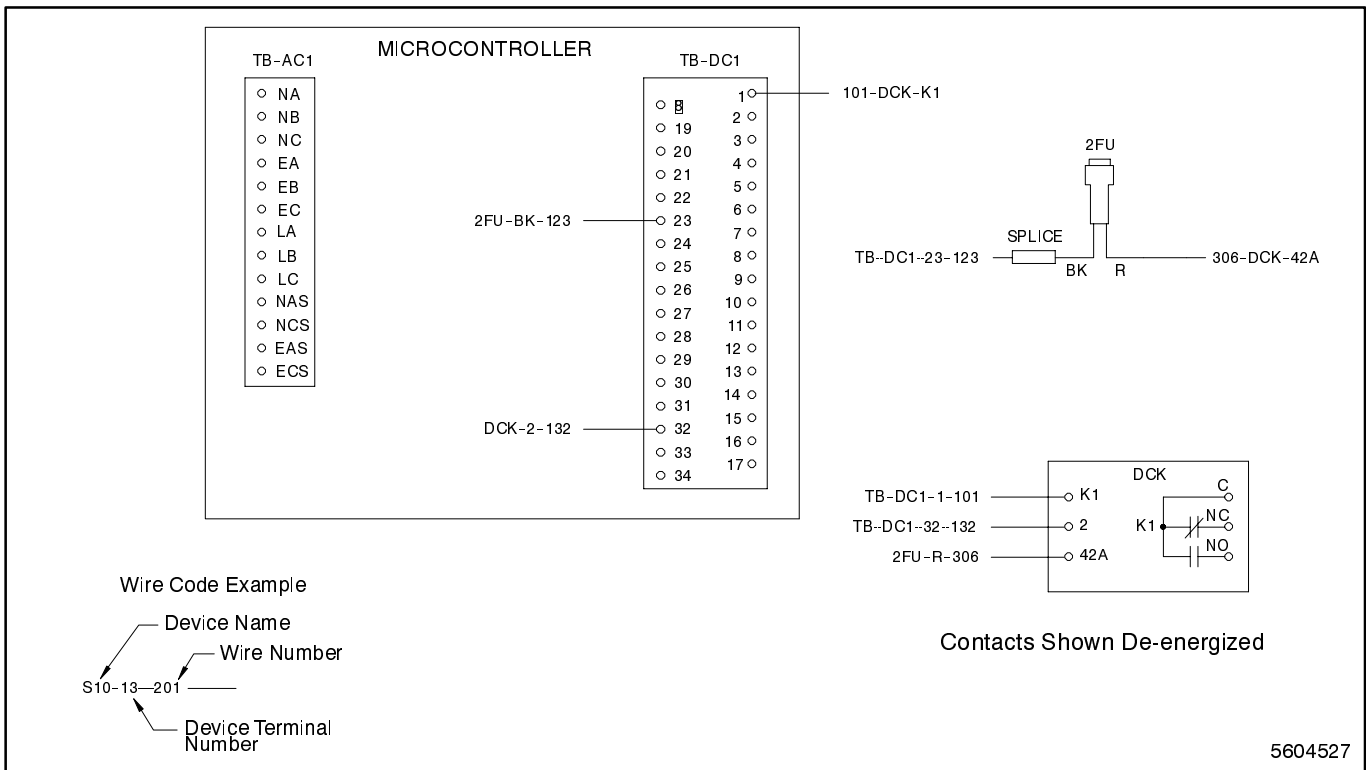 MICROCONTROLLER
TB-AC1
NA
NB
NC
EA
EB
EC
LA
LB
LC
NAS
NCS
EAS
ECS
TB-DC1
19
20
21
22
23
24
25
26
27
28
29
30
31
32
33
34
1
2
3
4
5
6
7
8
9
10
11
12
13
14
15
16
17
101-DCK-K1
2FU-BK-123
DCK-2-132
2FU
SPLICE
TB--DC1--23-123
BK
R
306-DCK-42A
DCK
TB-DC1-1-101
K1
TB--DC1--32--132
2
2FU-R-306
42A
K1
C
NC
NO
Contacts Shown De-energized
Wire Code Example
Device Name
Wire Number
S10-13—201
Device Terminal
Number
5604527